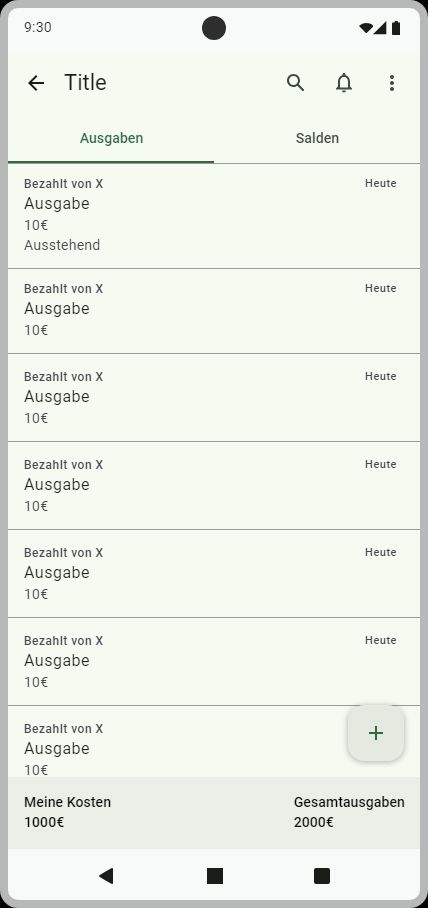 9:30
Title
Ausgaben
Salden
Bezahlt von X
Heute
Ausgabe
10€
Ausstehend
Bezahlt von X
Heute
Ausgabe
10€
Bezahlt von X
Heute
Ausgabe
10€
Bezahlt von X
Heute
Ausgabe
10€
Bezahlt von X
Heute
Ausgabe
10€
Bezahlt von X
Heute
Ausgabe
10€
Bezahlt von X
Ausgabe
10€
Meine Kosten
Gesamtausgaben
1000€
2000€